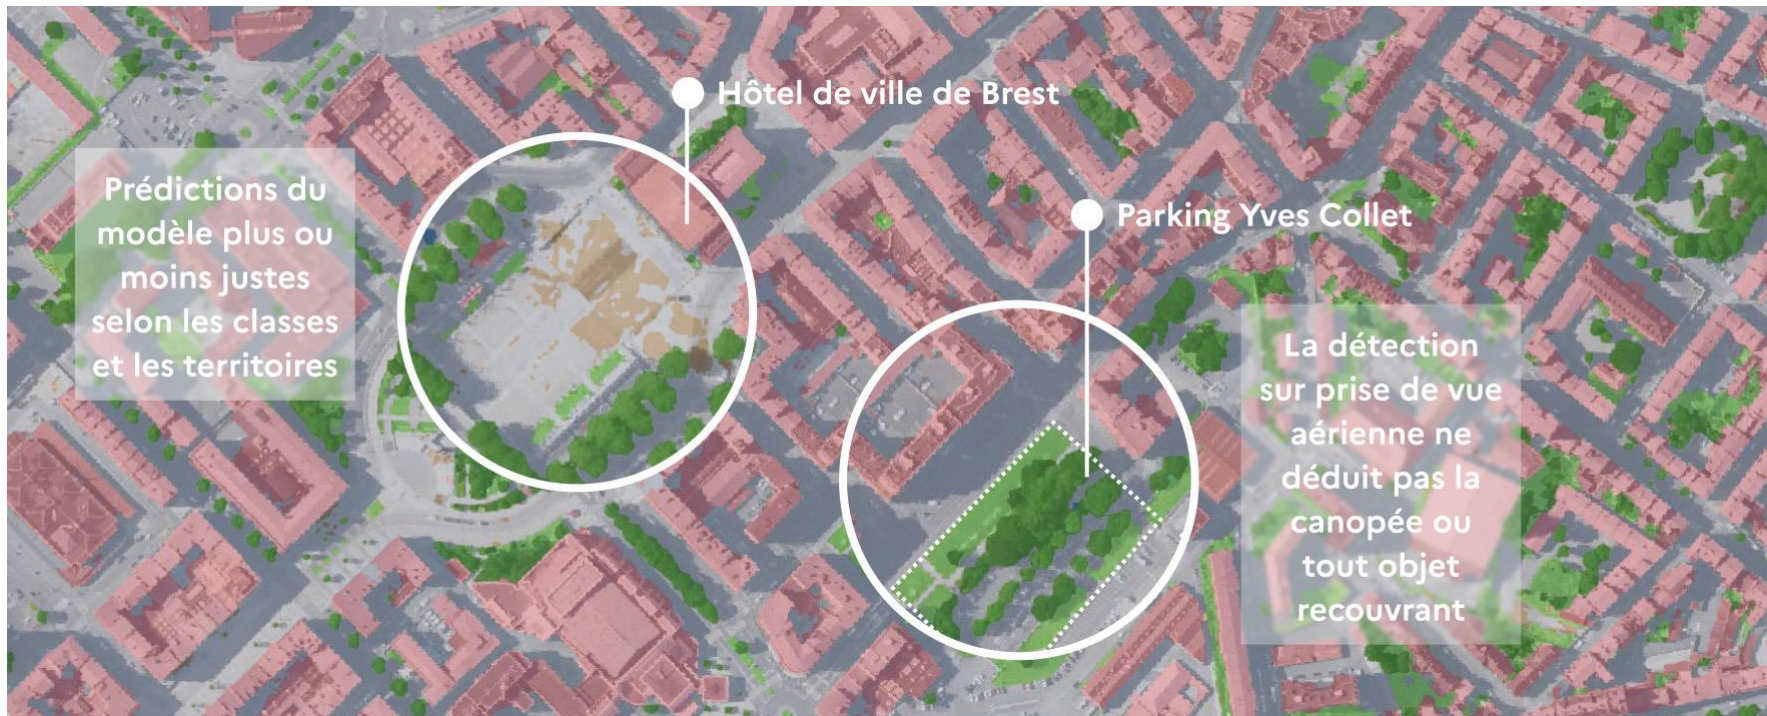 Hôtel de ville de Brest
Prédictions du
modèle plus ou
moins justes
selon les classes
et les territoires
Parking Yves Collet
La détection
sur prise de vue
aérienne ne
déduit pas la
canopée ou
tout objet
recouvrant